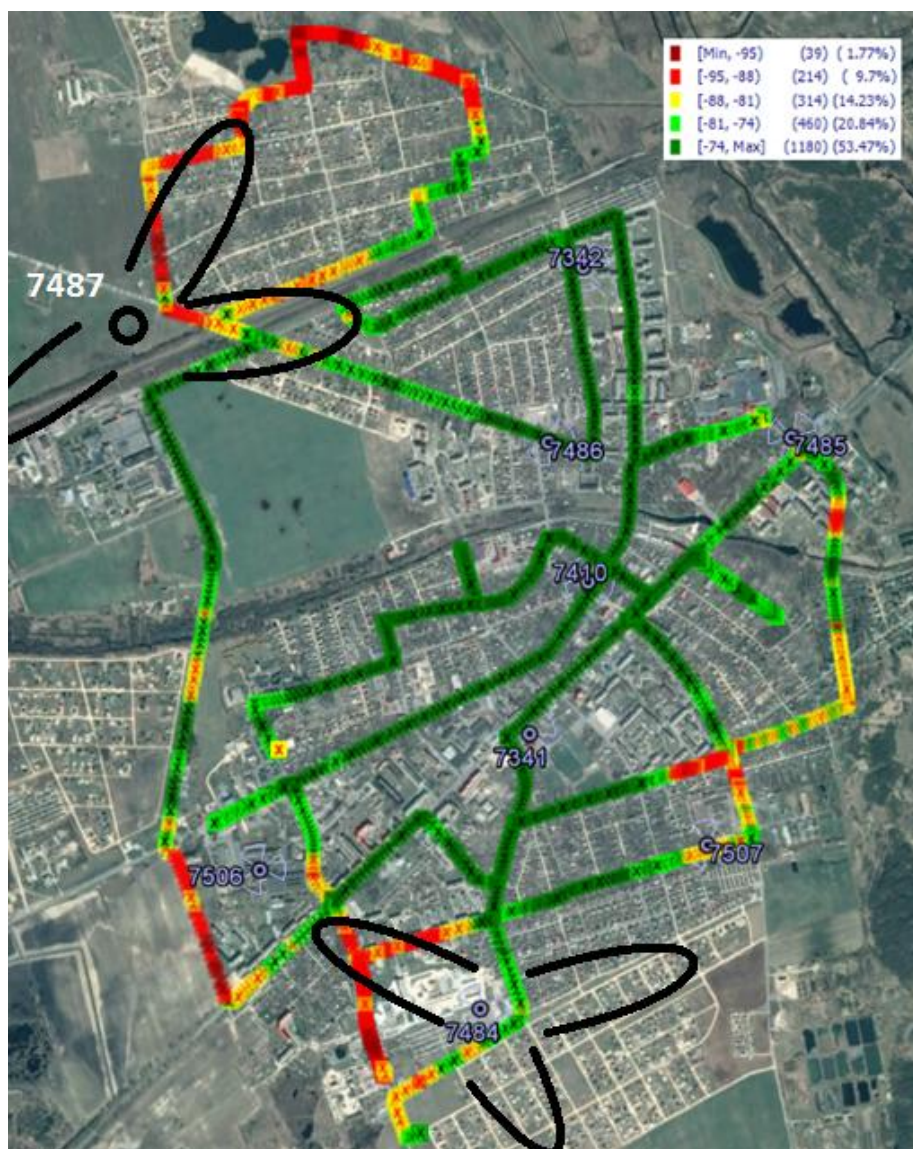 [Min, -95) (39) ( 1.77%)
[-95, -88) (214) ( 9.7%)
[-88, -81) (314) (14.23%)
[-81, -74) (460) (20.84%)
[-74, Max] (1180) (53.47%)
7342
7487
7486
7485
7410
7341
7507
7506
7484